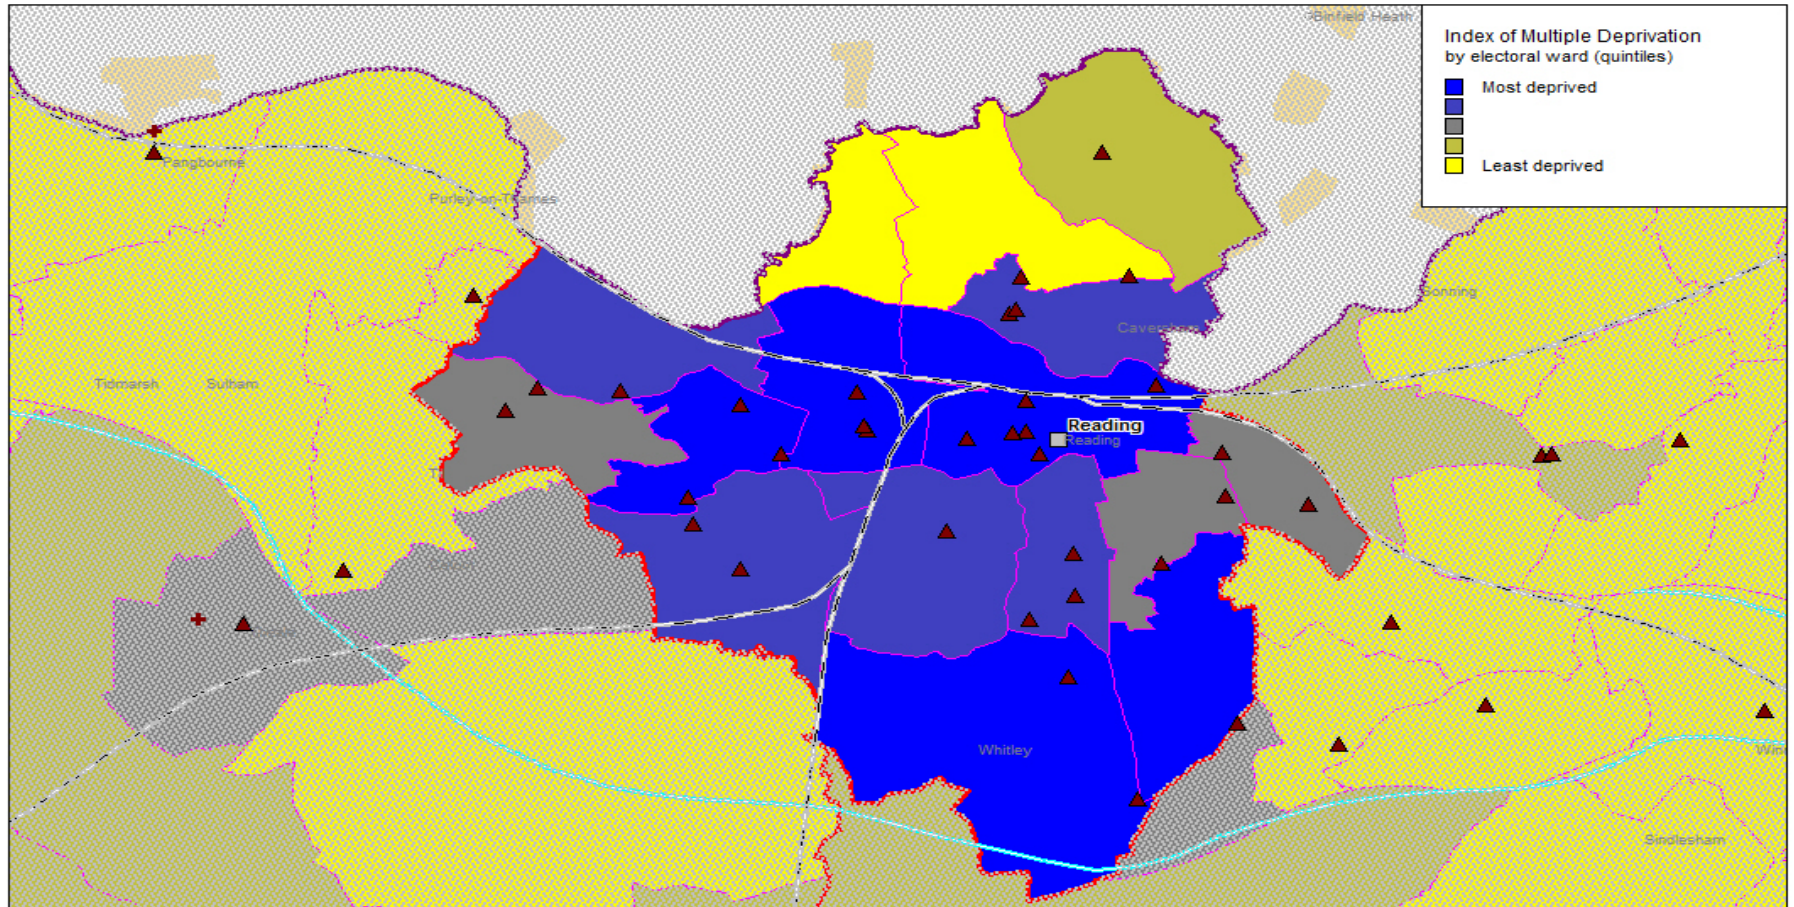 Binfield Heath
Index of Multiple Deprivation
by electoral ward (quintiles)
Most deprived
Least deprived
Pangbourne
Purley-on-Thames
Sonning
Caversham
Tidmarsh
Sulham
Reading
Reading
Whitley
Sindlesham